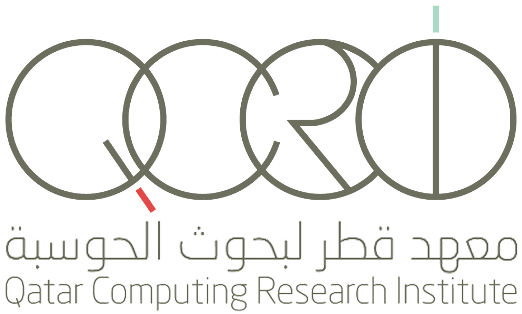 QCRI
معهد قطر لبحوث الحوسبة
Qatar Computing Research Institute